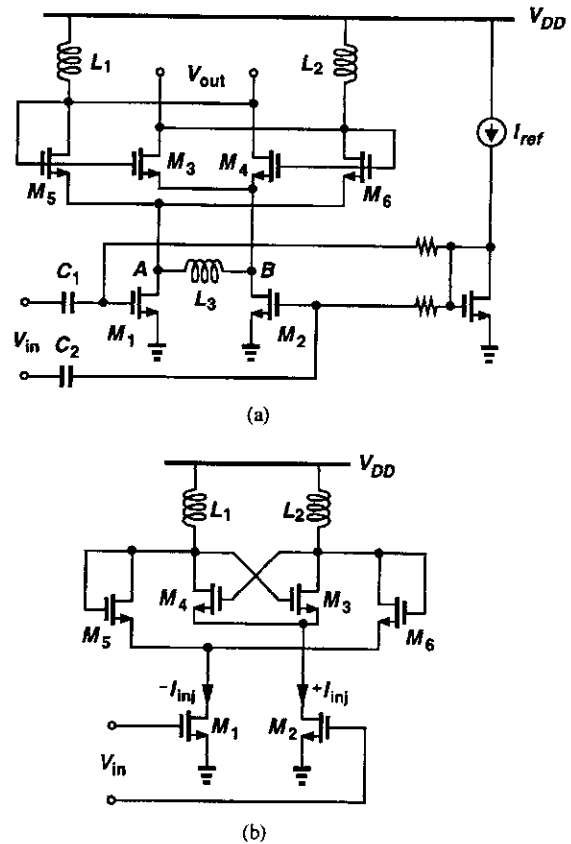 V_DD
L_1
V_out
L_2
I_ref
M_5
M_3
M_4
M_6
A
B
L_3
C_1
M_1
M_2
V_in
C_2
(a)
V_DD
L_1
L_2
M_4
M_3
M_5
M_6
–I_inj
+I_inj
M_1
M_2
V_in
(b)